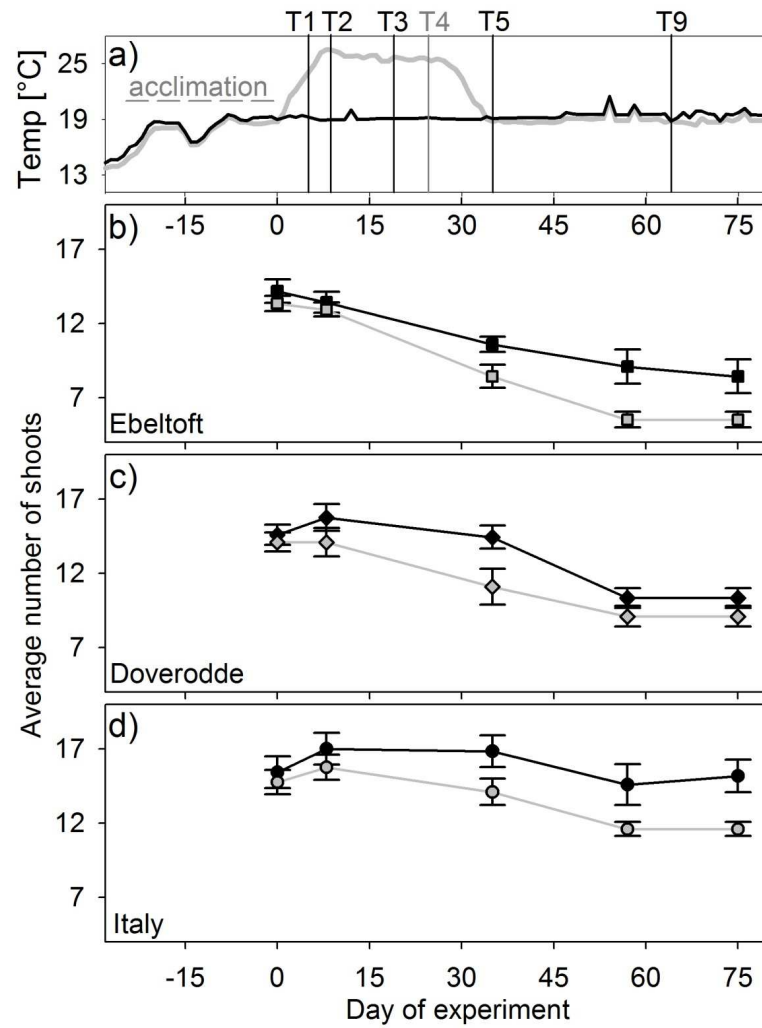 T1 T2 T3 T4 T5 T9
a)
acclimation
Temp [°C]
25
19
13
-15 0 15 30 45 60 75
b)
17
12
7
Ebeltoft
c)
17
12
7
Doverodde
d)
17
12
7
Italy
Average number of shoots
-15 0 15 30 45 60 75
Day of experiment